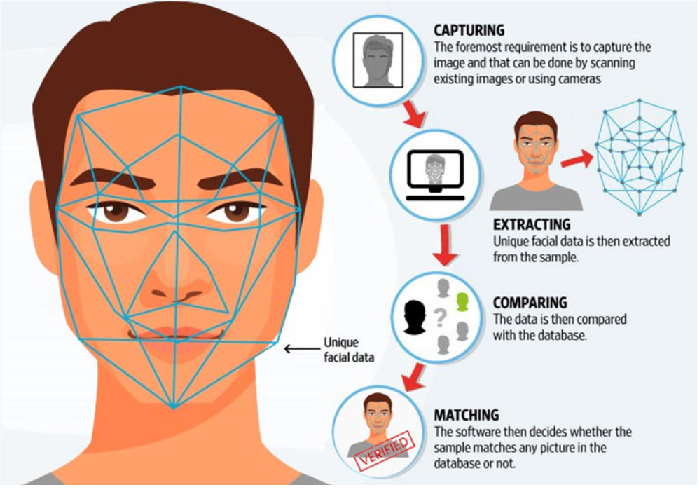 CAPTURING
The foremost requirement is to capture the
image and that can be done by scanning
existing images or using cameras
EXTRACTING
Unique facial data is then extracted
from the sample.
COMPARING
The data is then compared
with the database.
?
Unique
facial data
MATCHING
The software then decides whether the
sample matches any picture in the
database or not.
VERIFIED